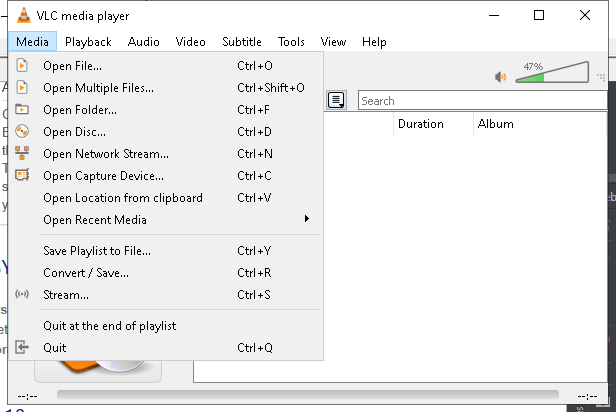 VLC media player
Media Playback Audio Video Subtitle Tools View Help
Open File... Ctrl+O
Open Multiple Files... Ctrl+Shift+O
Open Folder... Ctrl+F
Open Disc... Ctrl+D
Open Network Stream... Ctrl+N
Open Capture Device... Ctrl+C
Open Location from clipboard Ctrl+V
Open Recent Media
Save Playlist to File... Ctrl+Y
Convert / Save... Ctrl+R
Stream... Ctrl+S
Quit at the end of playlist
Quit Ctrl+Q
47%
Search
Duration Album
--:-- --:--